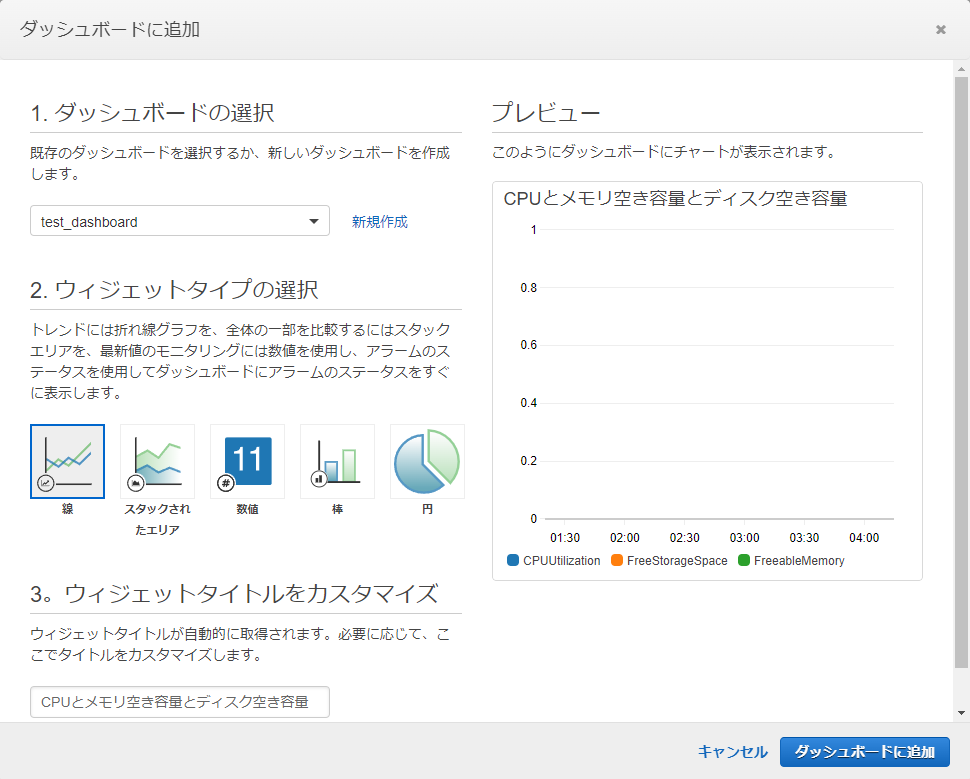 ダッシュボードに追加
1. ダッシュボードの選択
既存のダッシュボードを選択するか、新しいダッシュボードを作成
します。
test_dashboard
新規作成
2. ウィジェットタイプの選択
トレンドには折れ線グラフを、全体の一部を比較するにはスタック
エリアを、最新値のモニタリングには数値を使用し、アラームのス
テータスを使用してダッシュボードにアラームのステータスをすぐ
に表示します。
11
#
線
スタックされ
たエリア
数値
棒
円
3。ウィジェットタイトルをカスタマイズ
ウィジェットタイトルが自動的に取得されます。必要に応じて、こ
こでタイトルをカスタマイズします。
CPUとメモリ空き容量とディスク空き容量
プレビュー
このようにダッシュボードにチャートが表示されます。
CPUとメモリ空き容量とディスク空き容量
1
0.8
0.6
0.4
0.2
0
01:30 02:00 02:30 03:00 03:30 04:00
CPUUtilization FreeStorageSpace FreeableMemory
キャンセル
ダッシュボードに追加